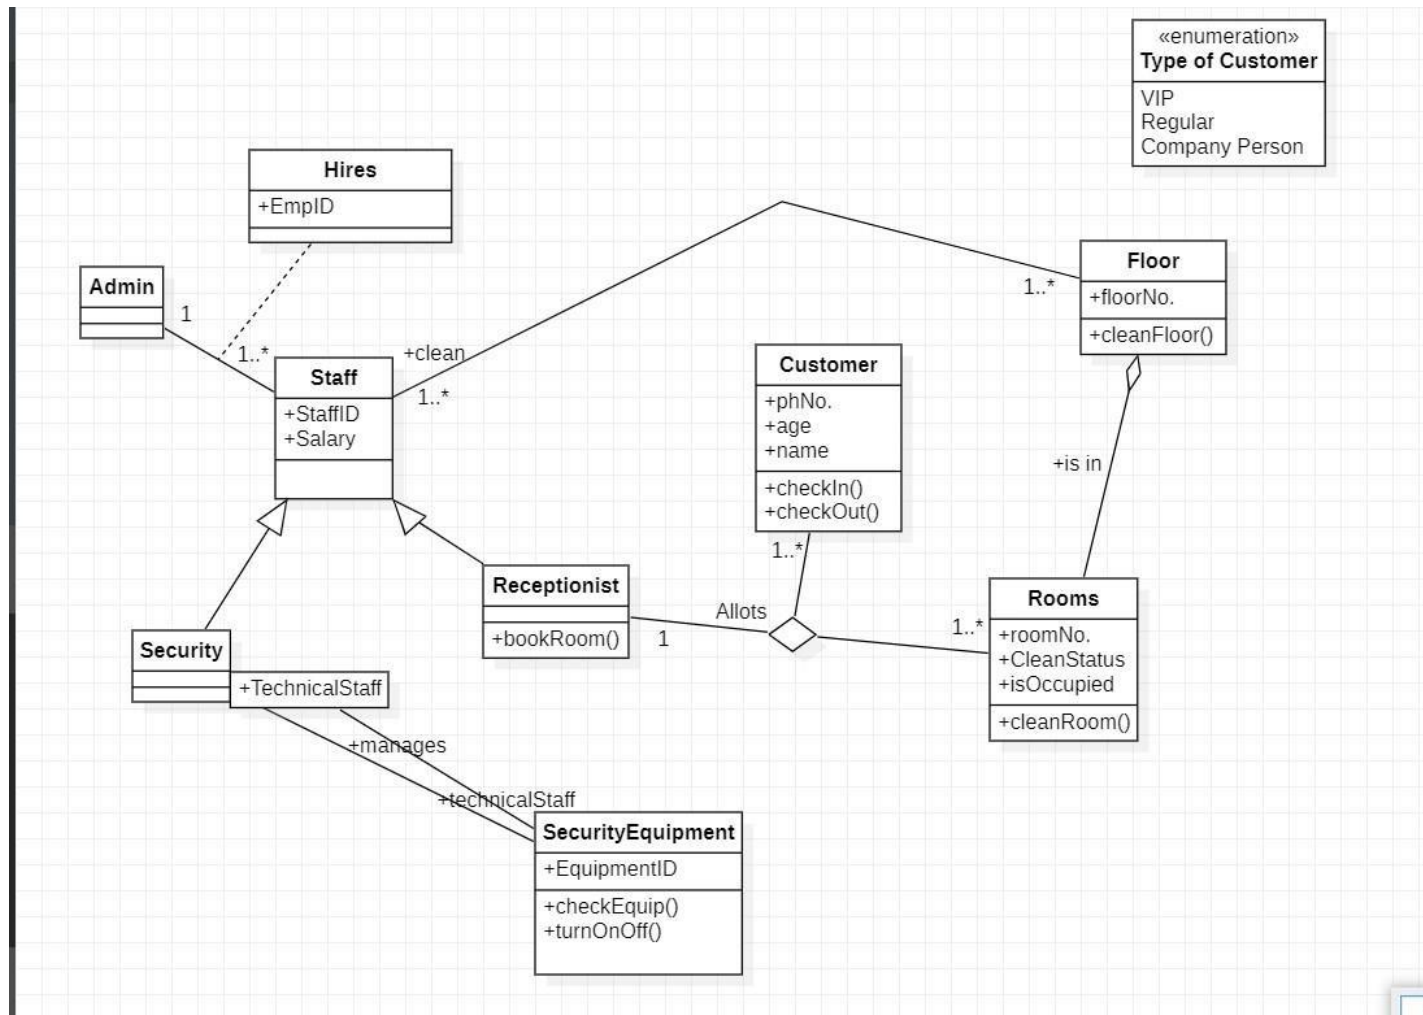 «enumeration»
Type of Customer
VIP
Regular
Company Person
Hires
+EmpID
Admin
1
1..*
Staff
+StaffID
+Salary
+clean
1..*
1..*
Floor
+floorNo.
+cleanFloor()
Customer
+phNo.
+age
+name
+checkIn()
+checkOut()
1..*
+is in
Receptionist
+bookRoom()
1
Allots
1..*
Rooms
+roomNo.
+CleanStatus
+isOccupied
+cleanRoom()
Security
+TechnicalStaff
+manages
+technicalStaff
SecurityEquipment
+EquipmentID
+checkEquip()
+turnOnOff()